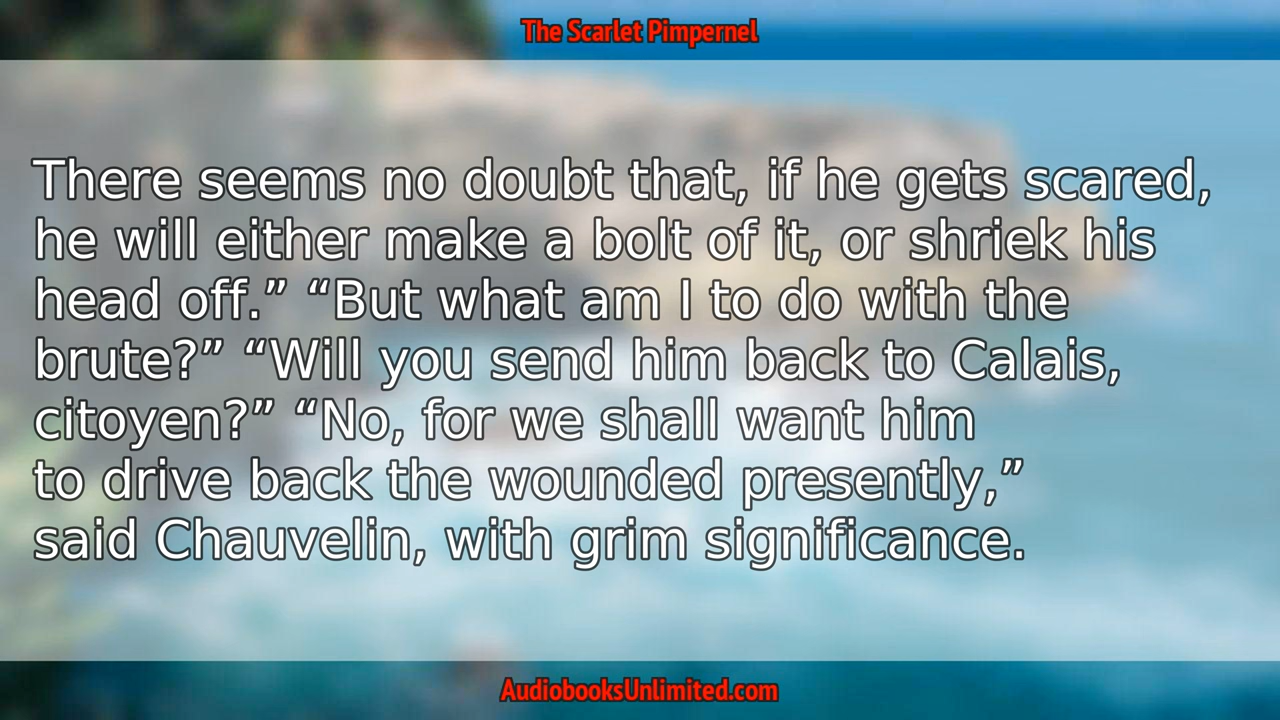 The Scarlet Pimpernel
There seems no doubt that, if he gets scared,
he will either make a bolt of it, or shriek his
head off.” “But what am I to do with the
brute?” “Will you send him back to Calais,
citoyen?” “No, for we shall want him
to drive back the wounded presently,”
said Chauvelin, with grim significance.
AudiobooksUnlimited.com